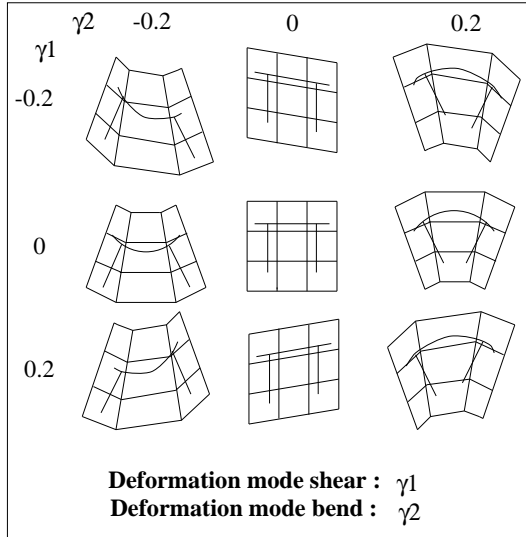 γ2 -0.2 0 0.2
γ1
-0.2
0
0.2
Deformation mode shear : γ1
Deformation mode bend : γ2